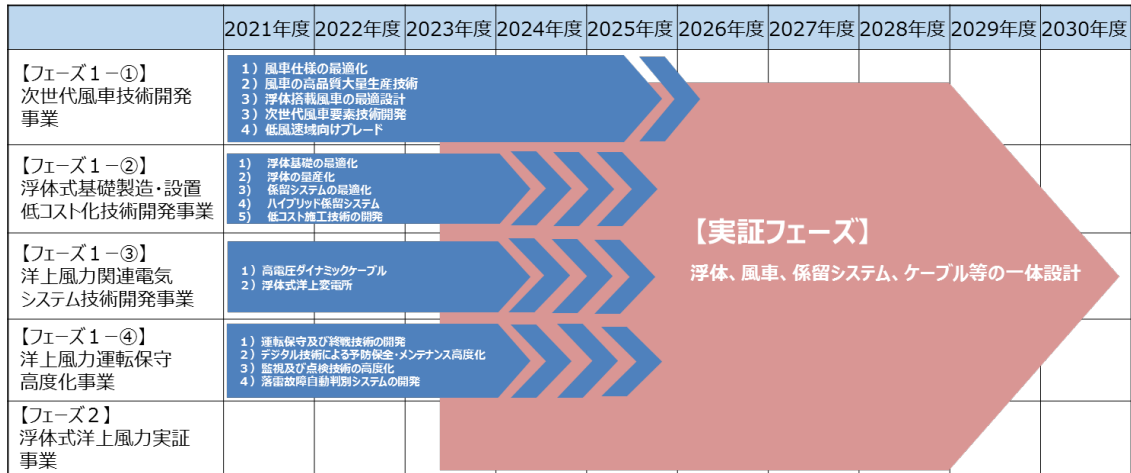 2021年度 2022年度 2023年度 2024年度 2025年度 2026年度 2027年度 2028年度 2029年度 2030年度
【フェーズ1-①】
次世代風車技術開発
事業
1）風車仕様の最適化
2）風車の高品質大量生産技術
3）浮体搭載風車の最適設計
3）次世代風車要素技術開発
4）低風速域向けブレード
【フェーズ1-②】
浮体式基礎製造・設置
低コスト化技術開発事業
1) 浮体基礎の最適化
2) 浮体の量産化
3) 係留システムの最適化
4) ハイブリッド係留システム
5) 低コスト施工技術の開発
【フェーズ1-③】
洋上風力関連電気
システム技術開発事業
1）高電圧ダイナミックケーブル
2）浮体式洋上変電所
【フェーズ1-④】
洋上風力運転保守
高度化事業
1）運転保守及び終戦技術の開発
2）デジタル技術による予防保全・メンテナンス高度化
3）監視及び点検技術の高度化
4）落雷故障自動判別システムの開発
【フェーズ2】
浮体式洋上風力実証
事業
【実証フェーズ】
浮体、風車、係留システム、ケーブル等の一体設計